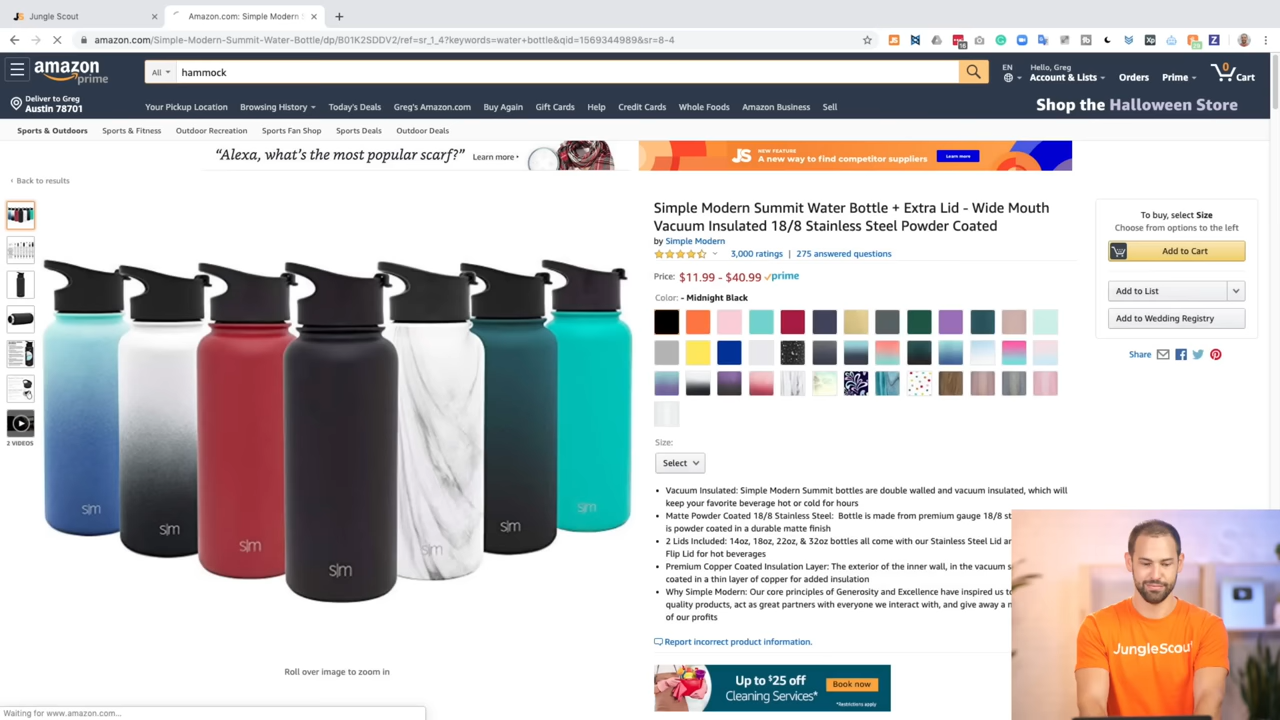 Jungle Scout
Amazon.com: Simple Modern S
amazon.com/Simple-Modern-Summit-Water-Bottle/dp/B01K2SDDV2/ref=sr_1_4?keywords=water+bottle&qid=1569344989&sr=8-4
amazon
prime
All
hammock
EN
Hello, Greg
Account & Lists
Orders
Prime
0
Cart
Deliver to Greg
Austin 78701
Your Pickup Location
Browsing History
Today's Deals
Greg's Amazon.com
Buy Again
Gift Cards
Help
Credit Cards
Whole Foods
Amazon Business
Sell
Shop the Halloween Store
Sports & Outdoors
Sports & Fitness
Outdoor Recreation
Sports Fan Shop
Sports Deals
Outdoor Deals
"Alexa, what's the most popular scarf?"
Learn more
JS
NEW FEATURE
A new way to find competitor suppliers
Learn more
‹ Back to results
2 VIDEOS
s|m
s|m
s|m
s|m
s|m
s|m
s|m
Roll over image to zoom in
Simple Modern Summit Water Bottle + Extra Lid - Wide Mouth
Vacuum Insulated 18/8 Stainless Steel Powder Coated
by Simple Modern
3,000 ratings | 275 answered questions
Price: $11.99 - $40.99 prime
Color: - Midnight Black
Size:
Select
• Vacuum Insulated: Simple Modern Summit bottles are double walled and vacuum insulated, which will
keep your favorite beverage hot or cold for hours
• Matte Powder Coated 18/8 Stainless Steel: Bottle is made from premium gauge 18/8 st
is powder coated in a durable matte finish
• 2 Lids Included: 14oz, 18oz, 22oz, & 32oz bottles all come with our Stainless Steel Lid ar
Flip Lid for hot beverages
• Premium Copper Coated Insulation Layer: The exterior of the inner wall, in the vacuum s
coated in a thin layer of copper for added insulation
• Why Simple Modern: Our core principles of Generosity and Excellence have inspired us to
quality products, act as great partners with everyone we interact with, and give away a n
of our profits
Report incorrect product information.
Up to $25 off
Cleaning Services*
Book now
*Restrictions apply
To buy, select Size
Choose from options to the left
Add to Cart
Add to List
Add to Wedding Registry
Share
Jungle Scout
Waiting for www.amazon.com...